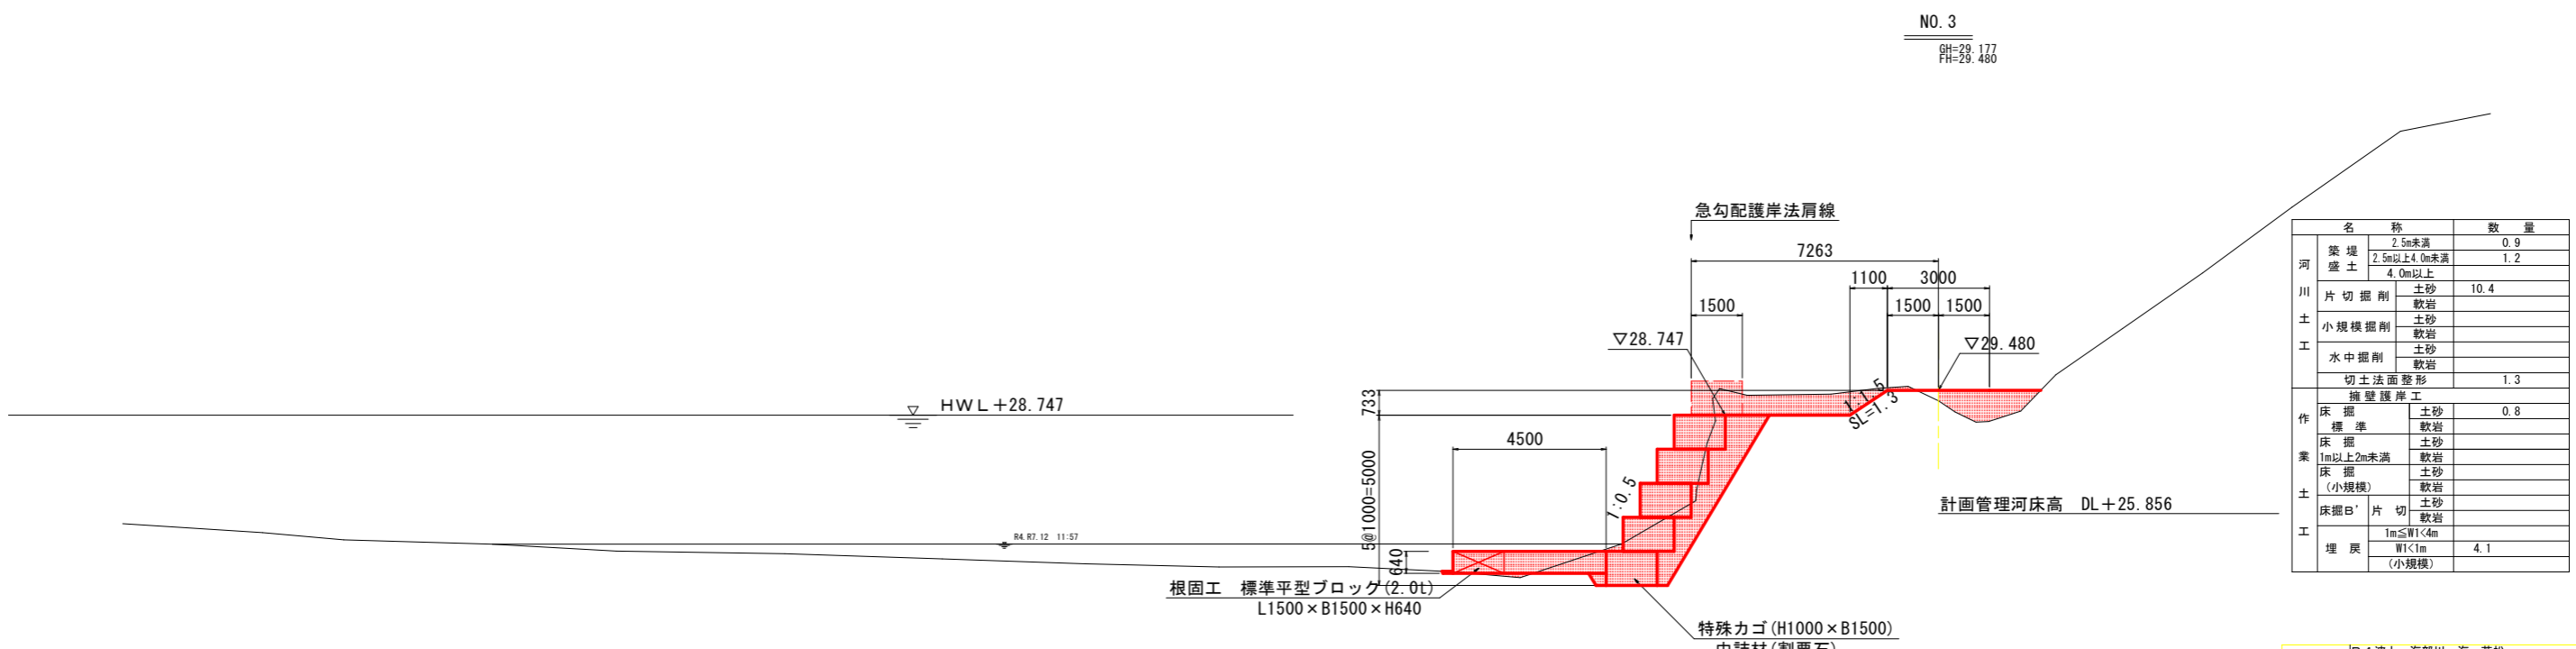 NO.3
GH=29.177
FH=29.480
急勾配護岸法肩線
7263
1100 3000
1500 1500 1500
▽28.747
▽29.480
733
1:1.5
SL=1.3
HWL+28.747
4500
5@1000=5000
1:0.5
640
R4.R7.12 11:57
計画管理河床高 DL+25.856
根固工 標準平型ブロック(2.0t)
L1500×B1500×H640
特殊カゴ(H1000×B1500)
中詰材(割栗石)
名 称 数 量
河川土工
築堤盛土 2.5m未満 0.9
2.5m以上4.0m未満 1.2
4.0m以上
片切掘削 土砂 10.4
軟岩
小規模掘削 土砂
軟岩
水中掘削 土砂
軟岩
切土法面整形 1.3
作業土工
擁壁護岸工
床掘 標準 土砂 0.8
軟岩
床掘 1m以上2m未満 土砂
軟岩
床掘 (小規模) 土砂
軟岩
床掘B' 片切 土砂
軟岩
埋戻 1m≦W1<4m
W1<1m 4.1
(小規模)